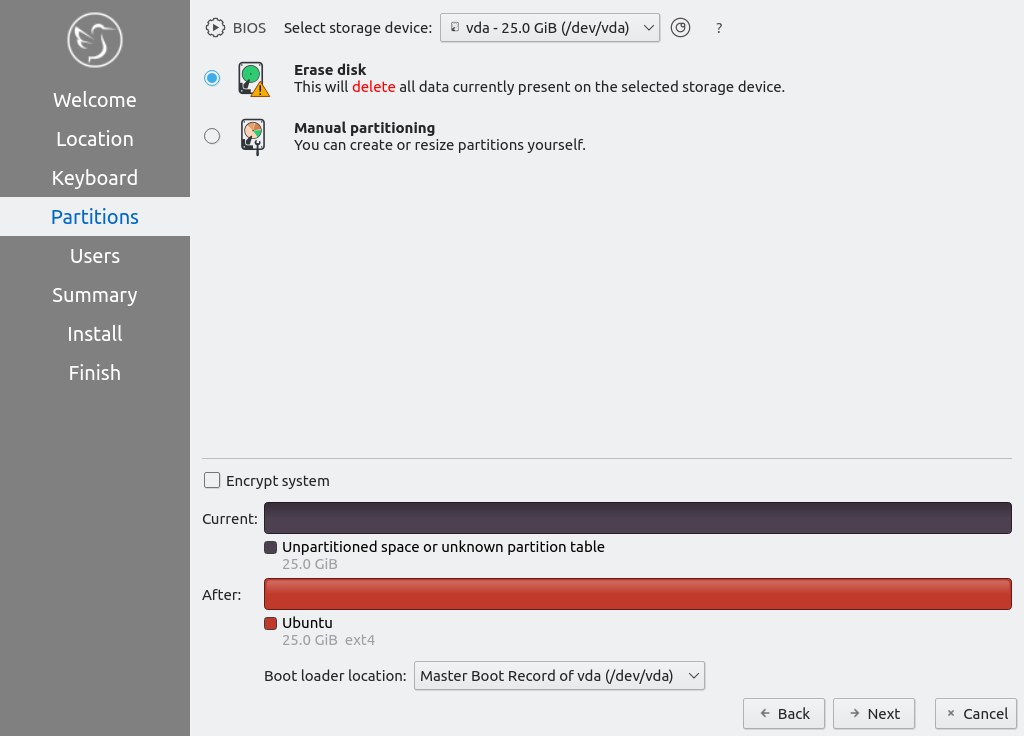 Welcome
Location
Keyboard
Partitions
Users
Summary
Install
Finish
BIOS Select storage device: vda - 25.0 GiB (/dev/vda) ?
Erase disk
This will delete all data currently present on the selected storage device.
Manual partitioning
You can create or resize partitions yourself.
Encrypt system
Current:
Unpartitioned space or unknown partition table
25.0 GiB
After:
Ubuntu
25.0 GiB ext4
Boot loader location: Master Boot Record of vda (/dev/vda)
Back Next Cancel